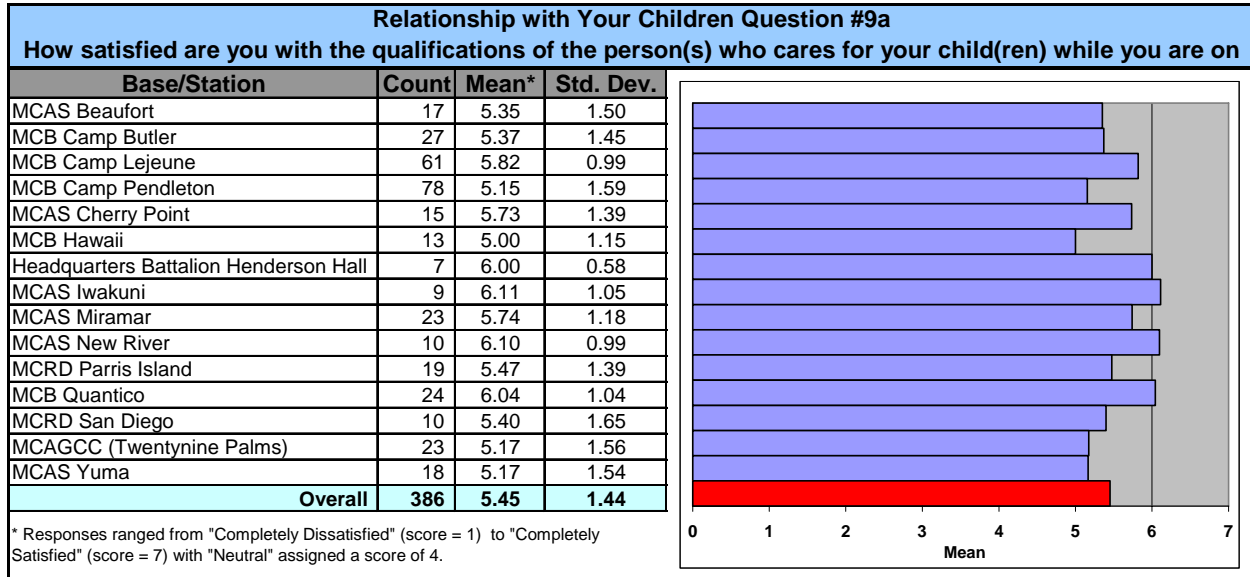 Relationship with Your Children Question #9a
How satisfied are you with the qualifications of the person(s) who cares for your child(ren) while you are on
Base/Station Count Mean* Std. Dev.
MCAS Beaufort 17 5.35 1.50
MCB Camp Butler 27 5.37 1.45
MCB Camp Lejeune 61 5.82 0.99
MCB Camp Pendleton 78 5.15 1.59
MCAS Cherry Point 15 5.73 1.39
MCB Hawaii 13 5.00 1.15
Headquarters Battalion Henderson Hall 7 6.00 0.58
MCAS Iwakuni 9 6.11 1.05
MCAS Miramar 23 5.74 1.18
MCAS New River 10 6.10 0.99
MCRD Parris Island 19 5.47 1.39
MCB Quantico 24 6.04 1.04
MCRD San Diego 10 5.40 1.65
MCAGCC (Twentynine Palms) 23 5.17 1.56
MCAS Yuma 18 5.17 1.54
Overall 386 5.45 1.44
* Responses ranged from "Completely Dissatisfied" (score = 1) to "Completely
Satisfied" (score = 7) with "Neutral" assigned a score of 4.
0 1 2 3 4 5 6 7
Mean